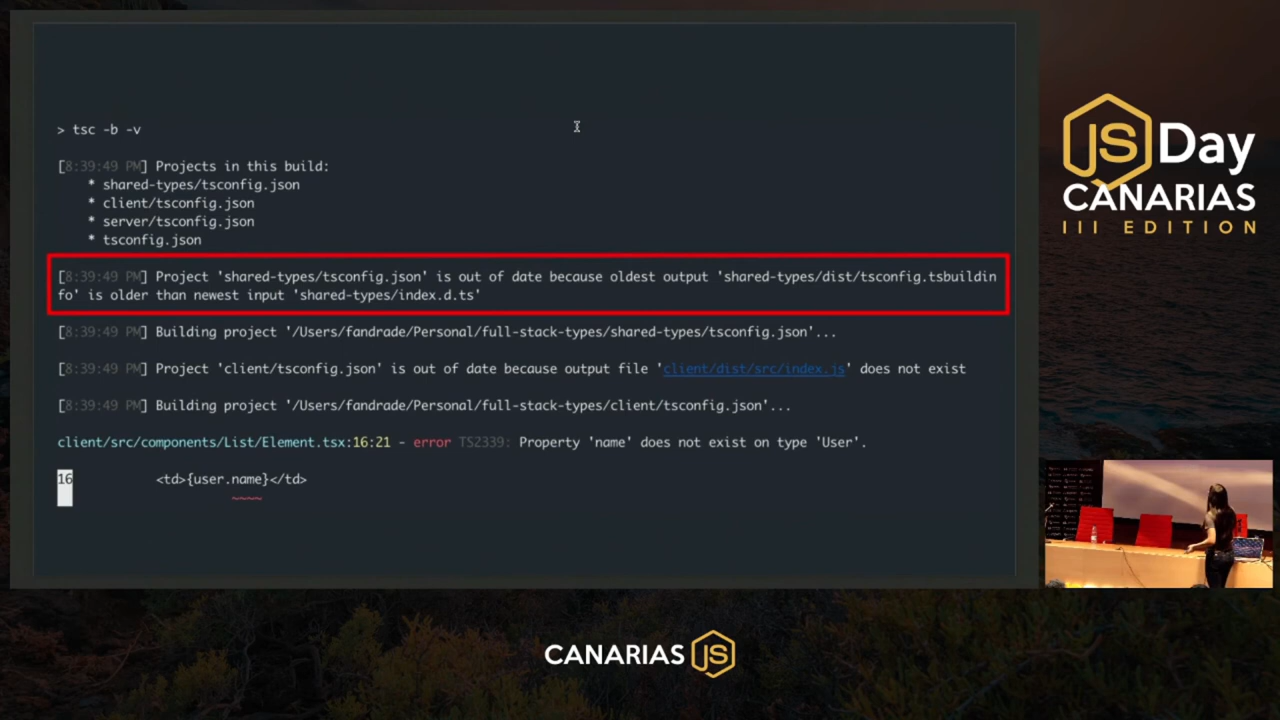 > tsc -b -v
[8:39:49 PM] Projects in this build:
* shared-types/tsconfig.json
* client/tsconfig.json
* server/tsconfig.json
* tsconfig.json
[8:39:49 PM] Project 'shared-types/tsconfig.json' is out of date because oldest output 'shared-types/dist/tsconfig.tsbuildin
fo' is older than newest input 'shared-types/index.d.ts'
[8:39:49 PM] Building project '/Users/fandrade/Personal/full-stack-types/shared-types/tsconfig.json'...
[8:39:49 PM] Project 'client/tsconfig.json' is out of date because output file 'client/dist/src/index.js' does not exist
[8:39:49 PM] Building project '/Users/fandrade/Personal/full-stack-types/client/tsconfig.json'...
client/src/components/List/Element.tsx:16:21 - error TS2339: Property 'name' does not exist on type 'User'.
16 <td>{user.name}</td>
~~~~
JS Day
CANARIAS
III EDITION
CANARIAS JS